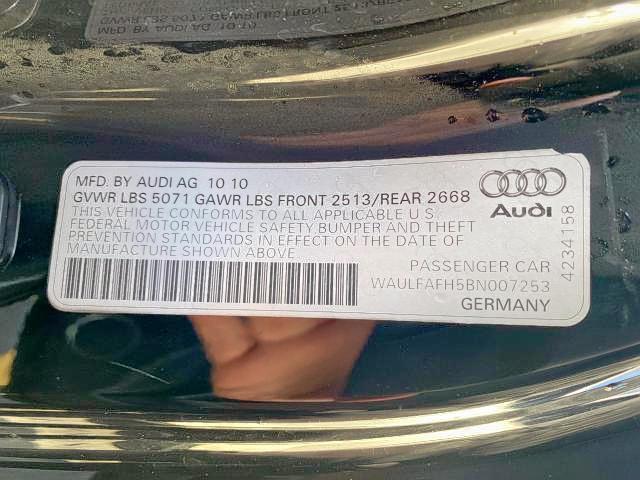 MFD. BY AUDI AG 10 10
GVWR LBS 5071 GAWR LBS FRONT 2513/REAR 2668
THIS VEHICLE CONFORMS TO ALL APPLICABLE U S
FEDERAL MOTOR VEHICLE SAFETY, BUMPER AND THEFT
PREVENTION STANDARDS IN EFFECT ON THE DATE OF
MANUFACTURE SHOWN ABOVE
Audi
4234158
PASSENGER CAR
WAULFAFH5BN007253
GERMANY